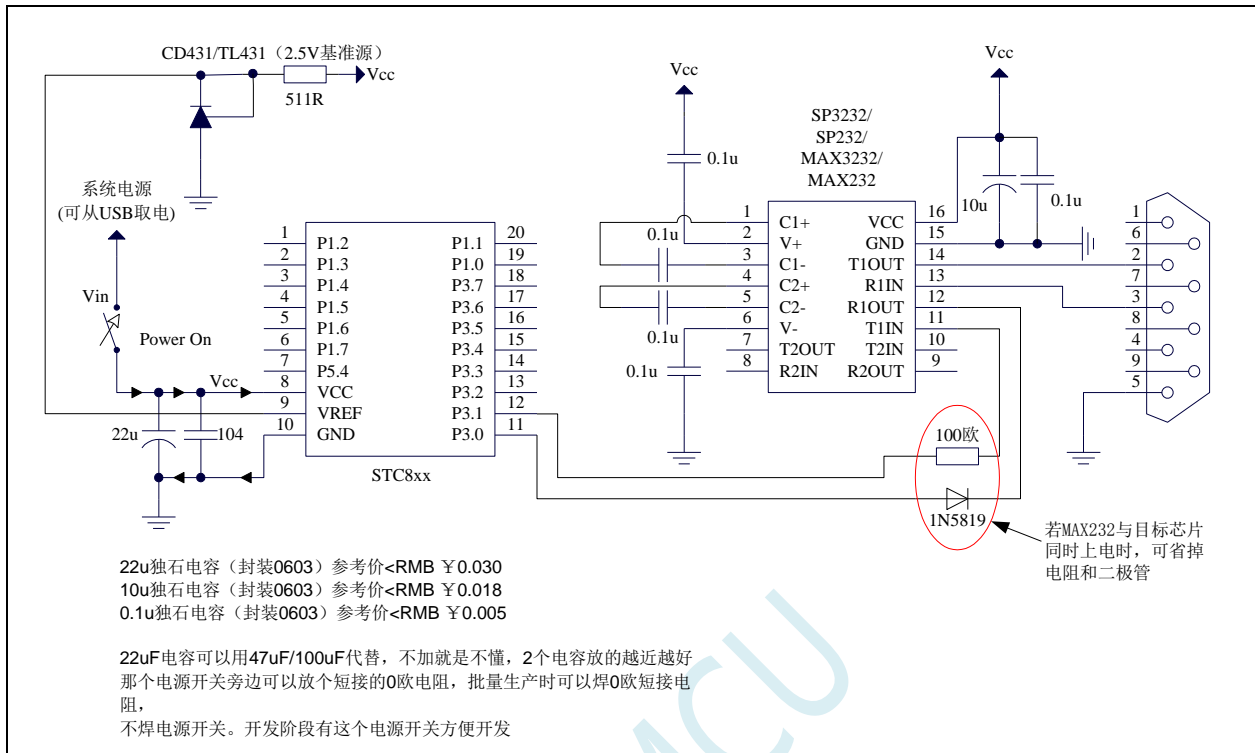 CD431/TL431（2.5V基准源）
511R
Vcc
系统电源
(可从USB取电)
Vin
Power On
Vcc
22u
104
1 P1.2 P1.1 20
2 P1.3 P1.0 19
3 P1.4 P3.7 18
4 P1.5 P3.6 17
5 P1.6 P3.5 16
6 P1.7 P3.4 15
7 P5.4 P3.3 14
8 VCC P3.2 13
9 VREF P3.1 12
10 GND P3.0 11
STC8xx
Vcc
0.1u
0.1u
0.1u
0.1u
SP3232/
SP232/
MAX3232/
MAX232
1 C1+ VCC 16
2 V+ GND 15
3 C1- T1OUT 14
4 C2+ R1IN 13
5 C2- R1OUT 12
6 V- T1IN 11
7 T2OUT T2IN 10
8 R2IN R2OUT 9
Vcc
10u
0.1u
1
6
2
7
3
8
4
9
5
100欧
1N5819
若MAX232与目标芯片
同时上电时，可省掉
电阻和二极管
22u独石电容（封装0603）参考价<RMB ￥0.030
10u独石电容（封装0603）参考价<RMB ￥0.018
0.1u独石电容（封装0603）参考价<RMB ￥0.005
22uF电容可以用47uF/100uF代替，不加就是不懂，2个电容放的越近越好
那个电源开关旁边可以放个短接的0欧电阻，批量生产时可以焊0欧短接电
阻，
不焊电源开关。开发阶段有这个电源开关方便开发
MCU